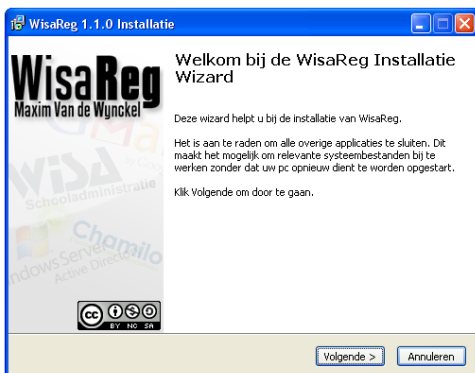 WisaReg 1.1.0 Installatie
WisaReg
Maxim Van de Wynckel
Welkom bij de WisaReg Installatie
Wizard
Deze wizard helpt u bij de installatie van WisaReg.
Het is aan te raden om alle overige applicaties te sluiten. Dit
maakt het mogelijk om relevante systeembestanden bij te
werken zonder dat uw pc opnieuw dient te worden opgestart.
Klik Volgende om door te gaan.
WiSA
Schooladministratie
Chamilo
Windows Server
Active Directory
cc
BY NC SA
Volgende >
Annuleren